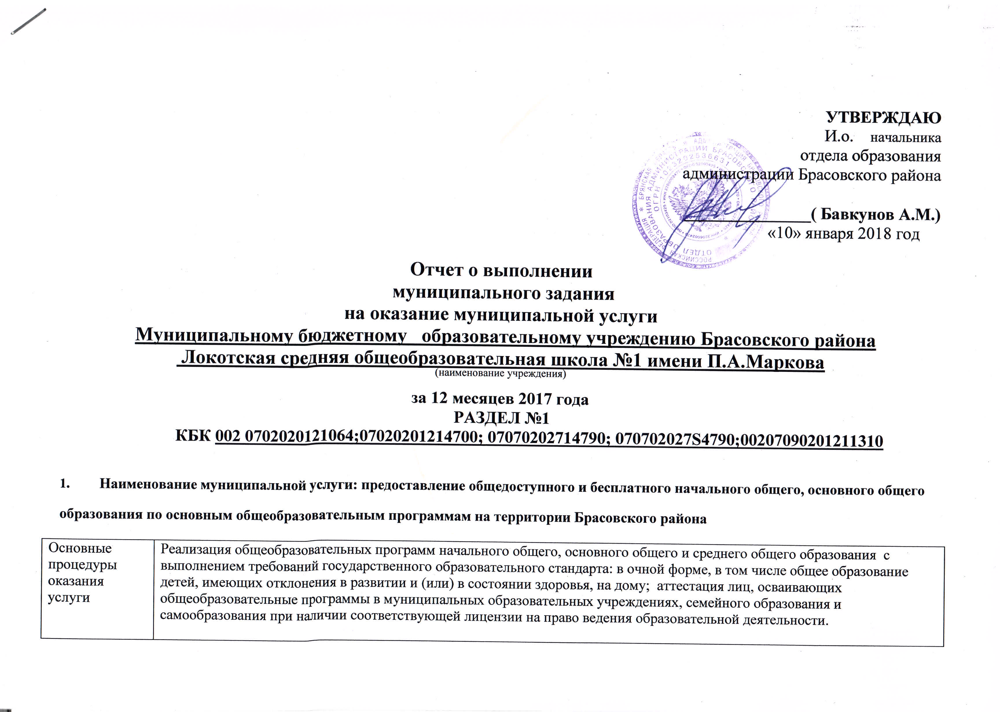 УТВЕРЖДАЮ
И.о. начальника
отдела образования
администрации Брасовского района
( Бавкунов А.М.)
«10» января 2018 год
ОГРН 1023202536631
Отчет о выполнении
муниципального задания
на оказание муниципальной услуги
Муниципальному бюджетному образовательному учреждению Брасовского района
Локотская средняя общеобразовательная школа №1 имени П.А.Маркова
(наименование учреждения)
за 12 месяцев 2017 года
РАЗДЕЛ №1
КБК 002 0702020121064;07020201214700; 07070202714790; 070702027S4790;00207090201211310
1. Наименование муниципальной услуги: предоставление общедоступного и бесплатного начального общего, основного общего
образования по основным общеобразовательным программам на территории Брасовского района
Основные
процедуры
оказания
услуги
Реализация общеобразовательных программ начального общего, основного общего и среднего общего образования с
выполнением требований государственного образовательного стандарта: в очной форме, в том числе общее образование
детей, имеющих отклонения в развитии и (или) в состоянии здоровья, на дому; аттестация лиц, осваивающих
общеобразовательные программы в муниципальных образовательных учреждениях, семейного образования и
самообразования при наличии соответствующей лицензии на право ведения образовательной деятельности.